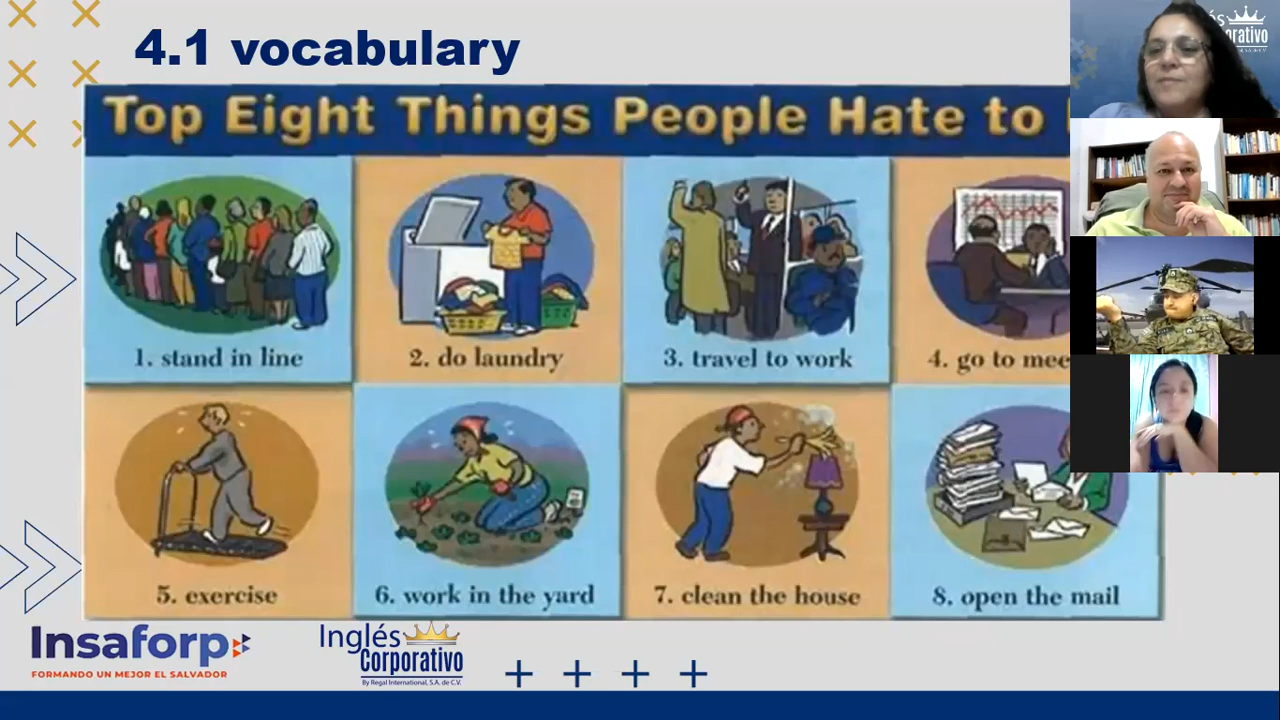 4.1 vocabulary
Top Eight Things People Hate to
1. stand in line
2. do laundry
3. travel to work
4. go to
5. exercise
6. work in the yard
7. clean the house
8. open the mail
Insaforp
FORMANDO UN MEJOR EL SALVADOR
Inglés
Corporativo
By Regal International, S.A. de C.V.